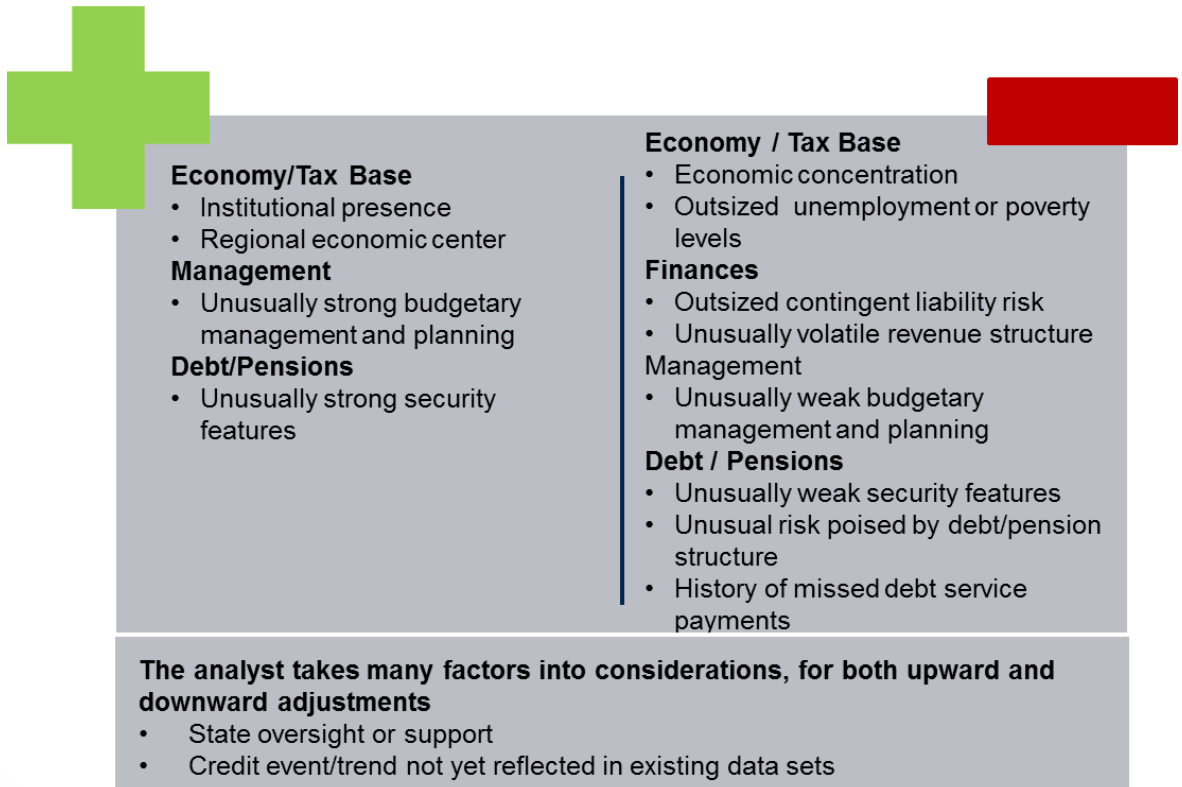 Economy/Tax Base
• Institutional presence
• Regional economic center
Management
• Unusually strong budgetary
management and planning
Debt/Pensions
• Unusually strong security
features
Economy / Tax Base
• Economic concentration
• Outsized unemployment or poverty
levels
Finances
• Outsized contingent liability risk
• Unusually volatile revenue structure
Management
• Unusually weak budgetary
management and planning
Debt / Pensions
• Unusually weak security features
• Unusual risk poised by debt/pension
structure
• History of missed debt service
payments
The analyst takes many factors into considerations, for both upward and
downward adjustments
• State oversight or support
• Credit event/trend not yet reflected in existing data sets